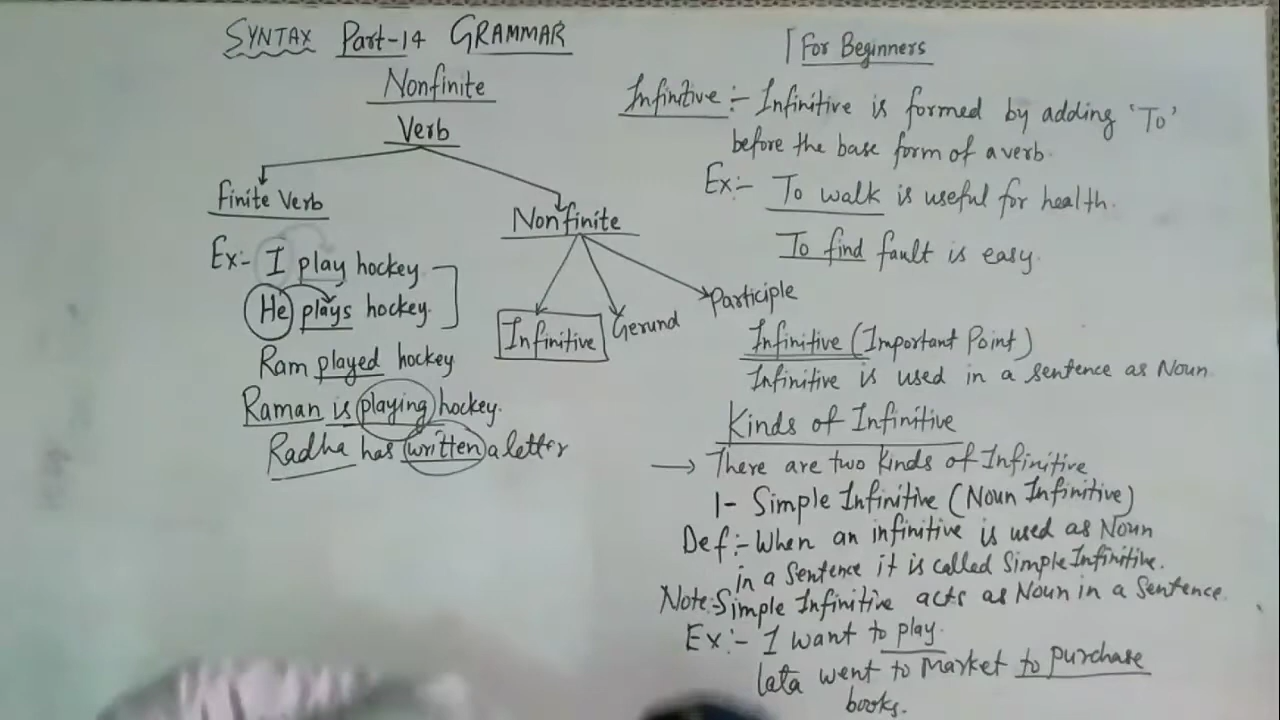 SYNTAX Part-14 GRAMMAR
Nonfinite
Verb
Finite Verb
Nonfinite
Ex:- I play hockey
He plays hockey.
Ram played hockey
Raman is playing hockey.
Radha has written a letter
Infinitive
Gerund
Participle
For Beginners
Infinitive :- Infinitive is formed by adding 'To'
before the base form of a verb.
Ex:- To walk is useful for health.
To find fault is easy.
Infinitive (Important Point)
Infinitive is used in a sentence as Noun
Kinds of Infinitive
→ There are two Kinds of Infinitive
1- Simple Infinitive (Noun Infinitive)
Def:- When an infinitive is used as Noun
in a Sentence it is called Simple Infinitive.
Note:- Simple Infinitive acts as Noun in a Sentence.
Ex:- I want to play.
lata went to Market to purchase
books.